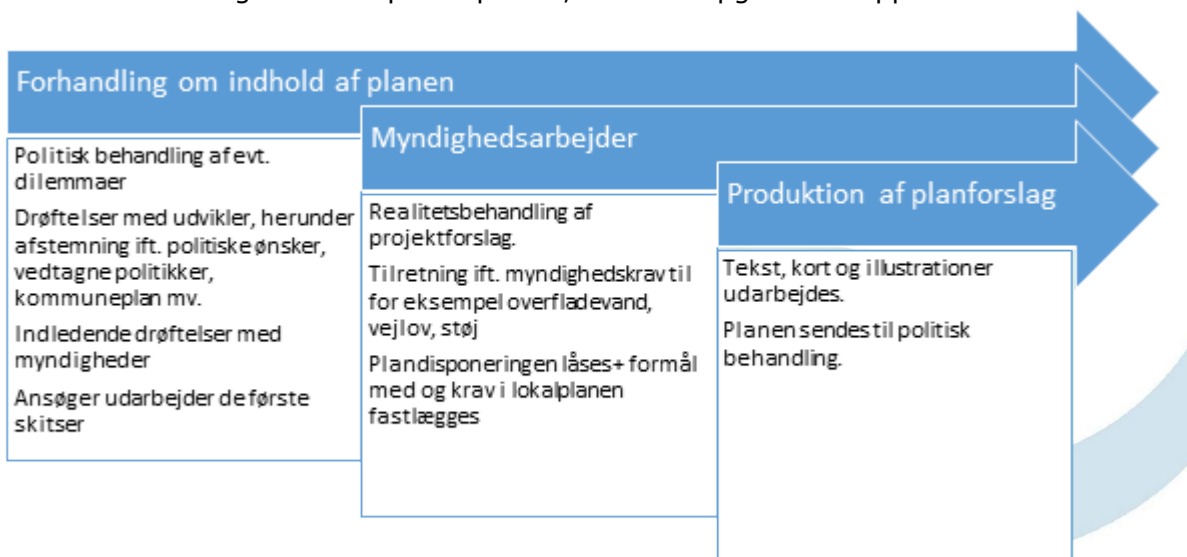 Forhandling om indhold af planen
Politisk behandling af evt.
dilemmaer
Drøftelser med udvikler, herunder
afstemning ift. politiske ønsker,
vedtagne politikker,
kommuneplan mv.
Indledende drøftelser med
myndigheder
Ansøger udarbejder de første
skitser
Myndighedsarbejder
Realitetsbehandling af
projektforslag.
Tilretning ift. myndighedskrav til
for eksempel overfladevand,
vejlov, støj
Plandisponeringen låses+ formål
med og krav i lokalplanen
fastlægges
Produktion af planforslag
Tekst, kort og illustrationer
udarbejdes.
Planen sendes til politisk
behandling.